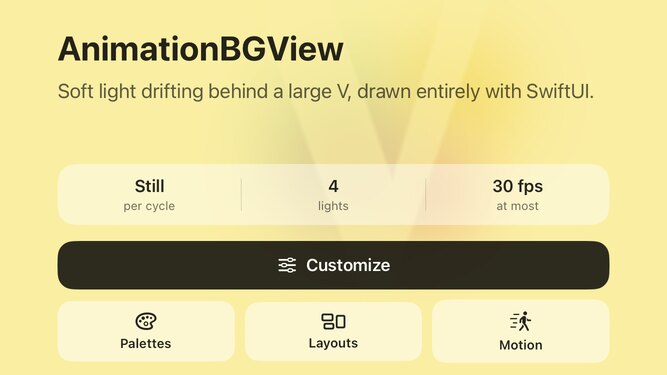 AnimationBGView
Soft light drifting behind a large V, drawn entirely with SwiftUI.
Still
per cycle
4
lights
30 fps
at most
Customize
Palettes
Layouts
Motion